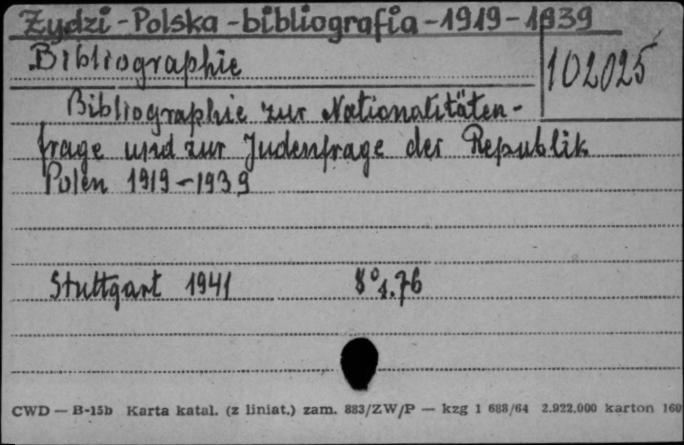 Żydzi - Polska - bibliografia - 1919 - 1939
Bibliographie
102025
Bibliographie zur Nationalitäten-
frage und zur Judenfrage der Republik
Polen 1919 - 1939
Stuttgart 1941 8° s. 76
CWD — B-15b Karta katal. (z liniat.) zam. 883/ZW/P — kzg 1 688/64 2.922.000 karton 160